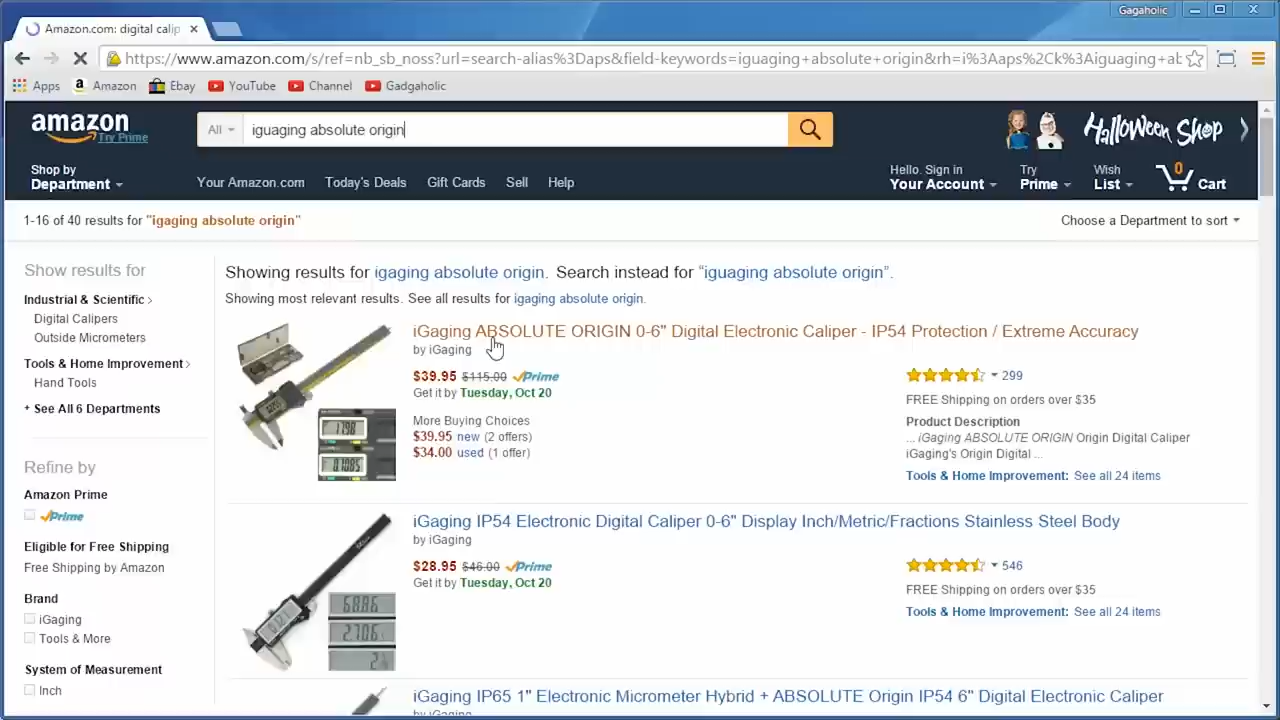 Gagaholic
Amazon.com: digital calip
https://www.amazon.com/s/ref=nb_sb_noss?url=search-alias%3Daps&field-keywords=iguaging+absolute+origin&rh=i%3Aaps%2Ck%3Aiguaging+ab
Apps Amazon Ebay YouTube Channel Gadgaholic
amazon
Try Prime
All iguaging absolute origin
Halloween Shop
Shop by
Department
Your Amazon.com Today's Deals Gift Cards Sell Help
Hello. Sign in
Your Account
Try
Prime
Wish
List
0
Cart
1-16 of 40 results for "igaging absolute origin"
Choose a Department to sort
Show results for
Industrial & Scientific
Digital Calipers
Outside Micrometers
Tools & Home Improvement
Hand Tools
+ See All 6 Departments
Refine by
Amazon Prime
Prime
Eligible for Free Shipping
Free Shipping by Amazon
Brand
iGaging
Tools & More
System of Measurement
Inch
Showing results for igaging absolute origin. Search instead for "iguaging absolute origin".
Showing most relevant results. See all results for igaging absolute origin.
iGaging ABSOLUTE ORIGIN 0-6" Digital Electronic Caliper - IP54 Protection / Extreme Accuracy
by iGaging
$39.95 $115.00 Prime
Get it by Tuesday, Oct 20
More Buying Choices
$39.95 new (2 offers)
$34.00 used (1 offer)
299
FREE Shipping on orders over $35
Product Description
... iGaging ABSOLUTE ORIGIN Origin Digital Caliper
iGaging's Origin Digital ...
Tools & Home Improvement: See all 24 items
iGaging IP54 Electronic Digital Caliper 0-6" Display Inch/Metric/Fractions Stainless Steel Body
by iGaging
$28.95 $46.00 Prime
Get it by Tuesday, Oct 20
546
FREE Shipping on orders over $35
Tools & Home Improvement: See all 24 items
iGaging IP65 1" Electronic Micrometer Hybrid + ABSOLUTE Origin IP54 6" Digital Electronic Caliper
by iGaging